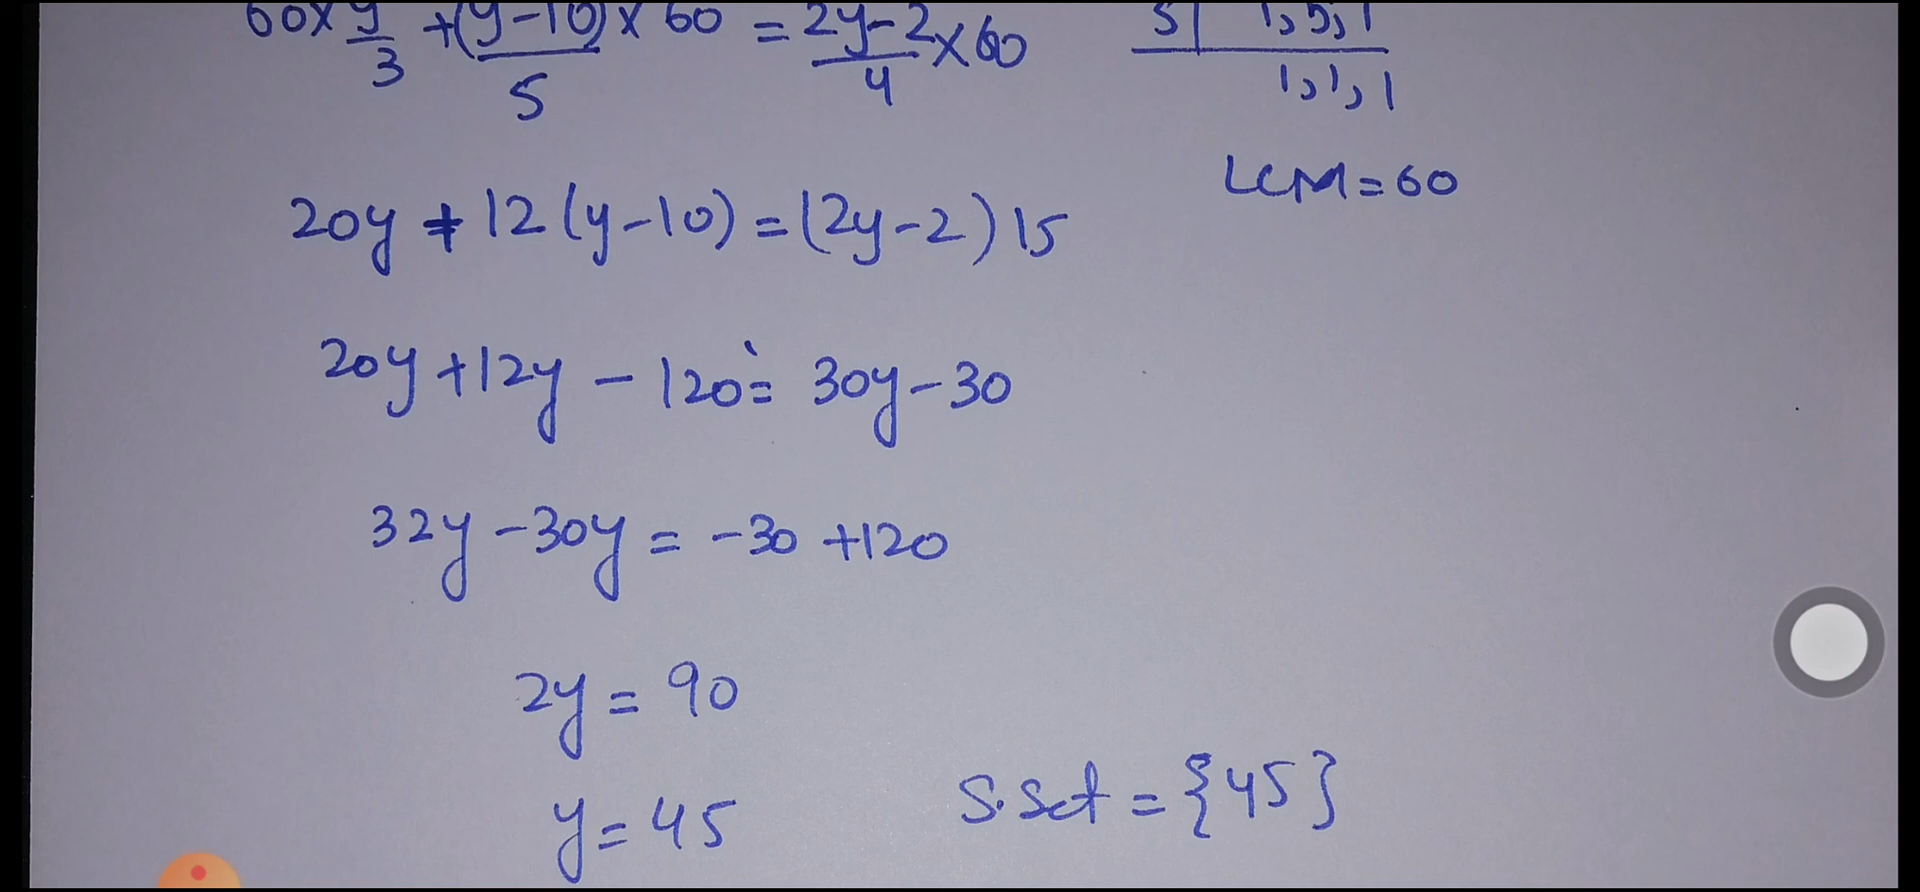 60 × y/3 + (y-10)/5 × 60 = 2y-2/4 × 60
5 | 1, 5, 1
1, 1, 1
LCM = 60
20y + 12 (y-10) = (2y-2) 15
20y + 12y - 120 = 30y - 30
32y - 30y = -30 + 120
2y = 90
y = 45
S.Set = {45}